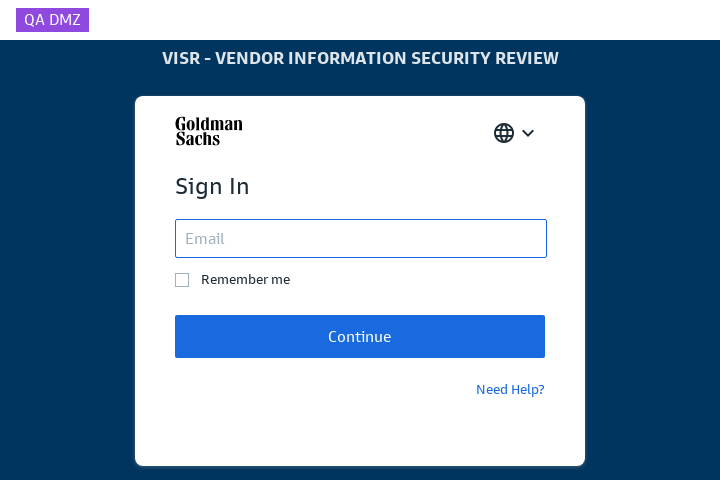 QA DMZ
VISR - VENDOR INFORMATION SECURITY REVIEW
Goldman
Sachs
Sign In
Email
Remember me
Continue
Need Help?